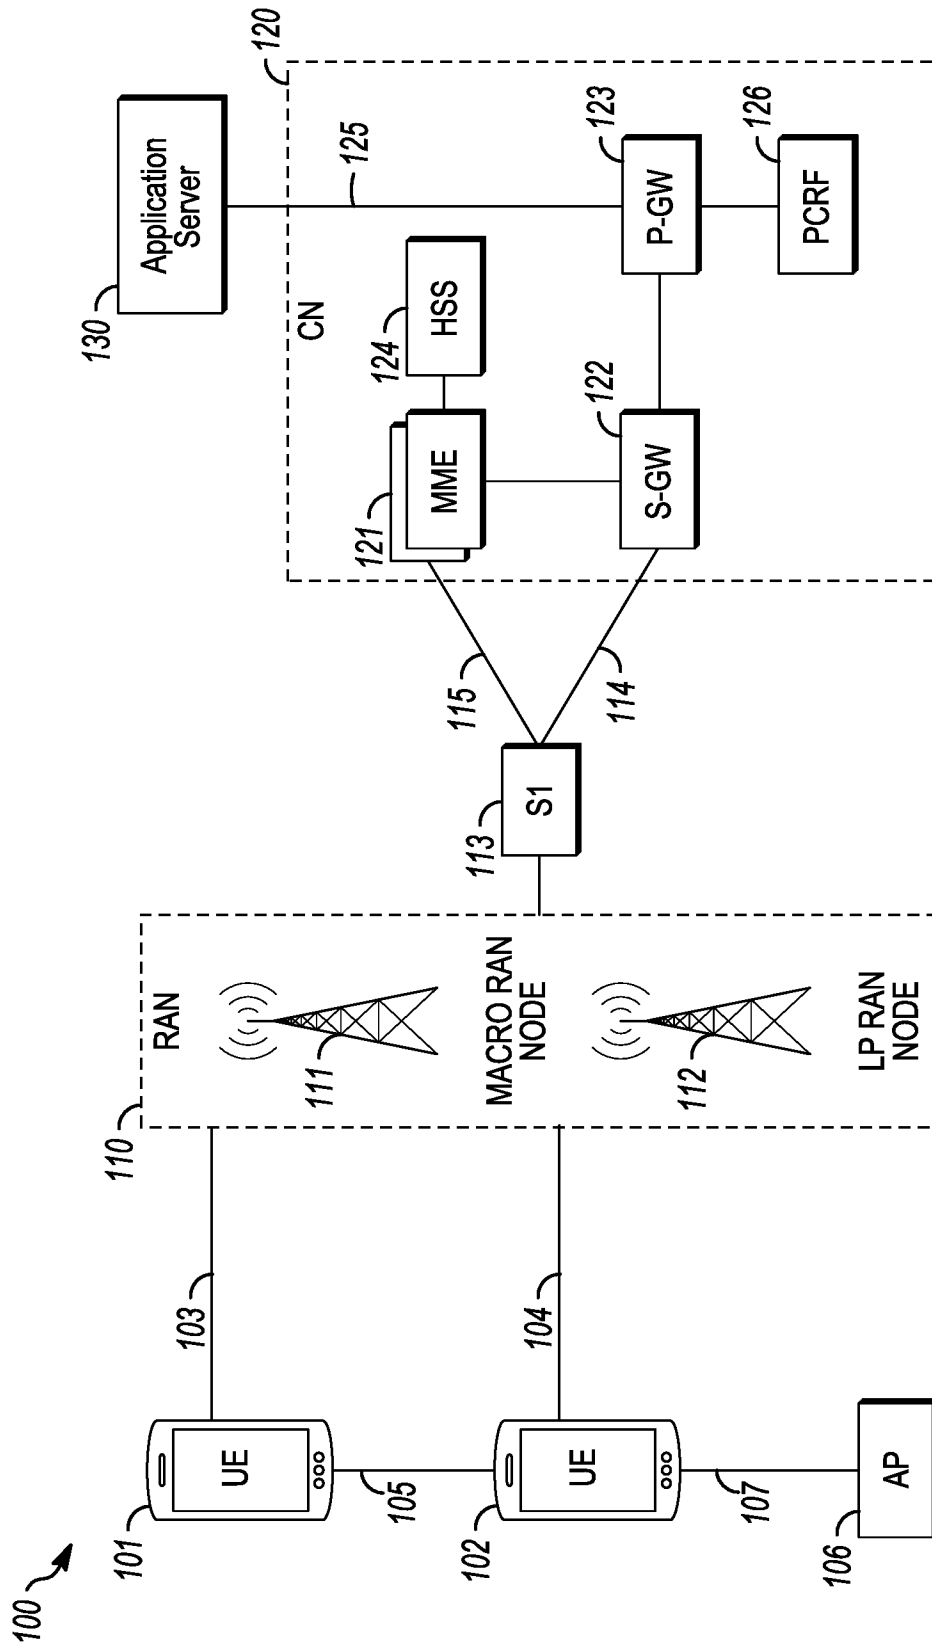 100
101
UE
103
105
102
UE
104
107
106
AP
110
RAN
111
MACRO RAN
NODE
112
LP RAN
NODE
113
S1
115
114
120
CN
121
MME
124
HSS
122
S-GW
123
P-GW
126
PCRF
125
130
Application
Server